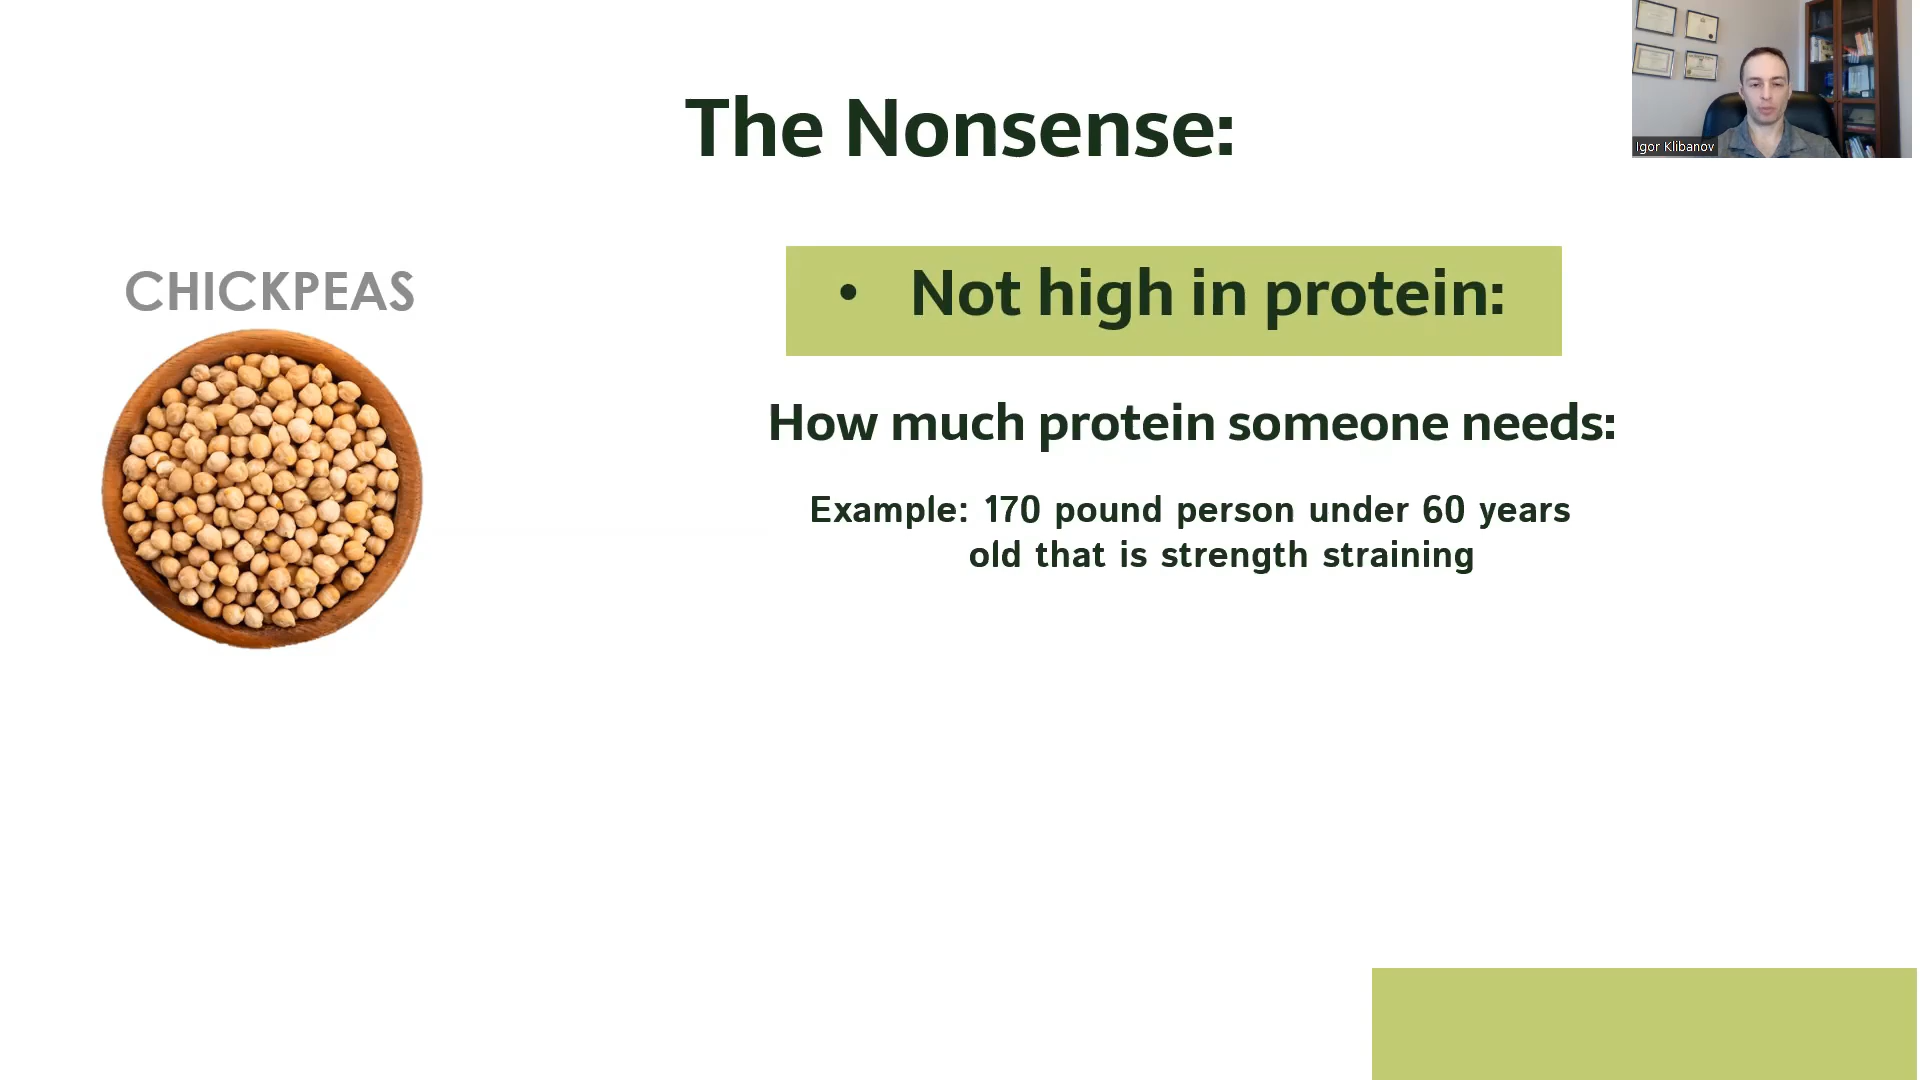 The Nonsense:
Igor Klibanov
CHICKPEAS
• Not high in protein:
How much protein someone needs:
Example: 170 pound person under 60 years
old that is strength straining